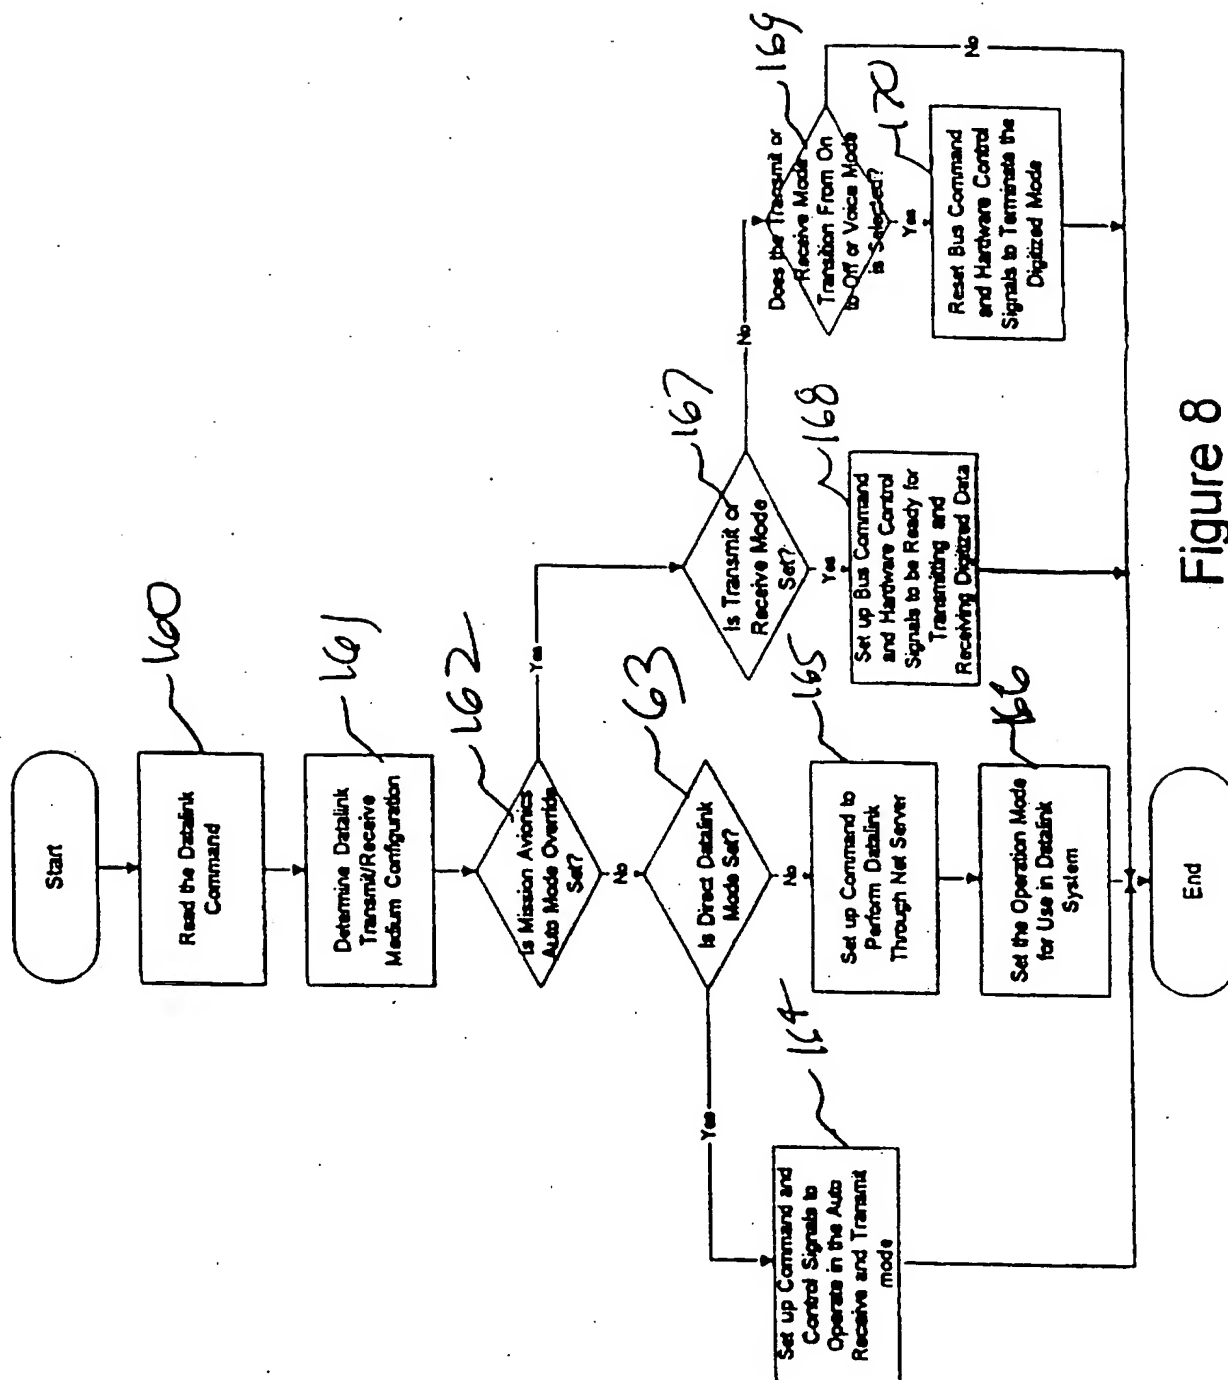 Start
160
Read the Datalink
Command
161
Determine Datalink
Transmit/Receive
Medium Configuration
162
Is Mission Avionics
Auto Mode Override
Set?
Yes
No
63
Is Direct Datalink
Mode Set?
Yes
No
164
Set up Command and
Control Signals to
Operate in the Auto
Receive and Transmit
mode
165
Set up Command to
Perform Datalink
Through Net Server
166
Set the Operation Mode
for Use in Datalink
System
167
Is Transmit or
Receive Mode
Set?
Yes
No
168
Set up Bus Command
and Hardware Control
Signals to be Ready for
Transmitting and
Receiving Digitized Data
169
Does the Transmit or
Receive Mode
Transition From On
to Off or Voice Mode
is Selected?
Yes
No
170
Reset Bus Command
and Hardware Control
Signals to Terminate the
Digitized Mode
End
Figure 8